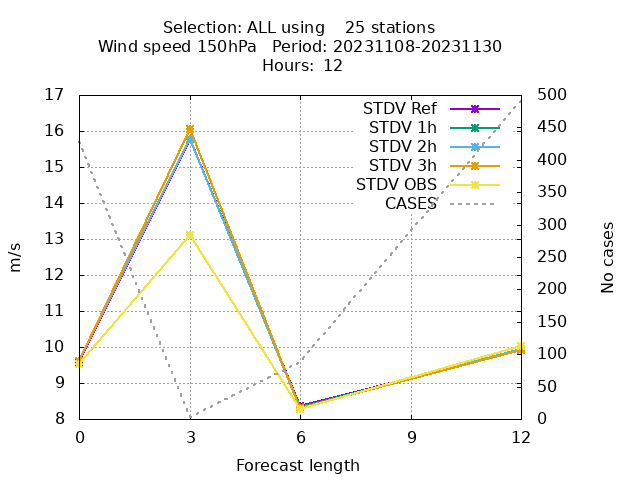 Selection: ALL using    25 stations
Wind speed 150hPa   Period: 20231108-20231130
Hours:  12
17
16
15
14
13
12
11
10
9
8
m/s
STDV Ref
STDV 1h
STDV 2h
STDV 3h
STDV OBS
CASES
500
450
400
350
300
250
200
150
100
50
0
No cases
0 3 6 9 12
Forecast length